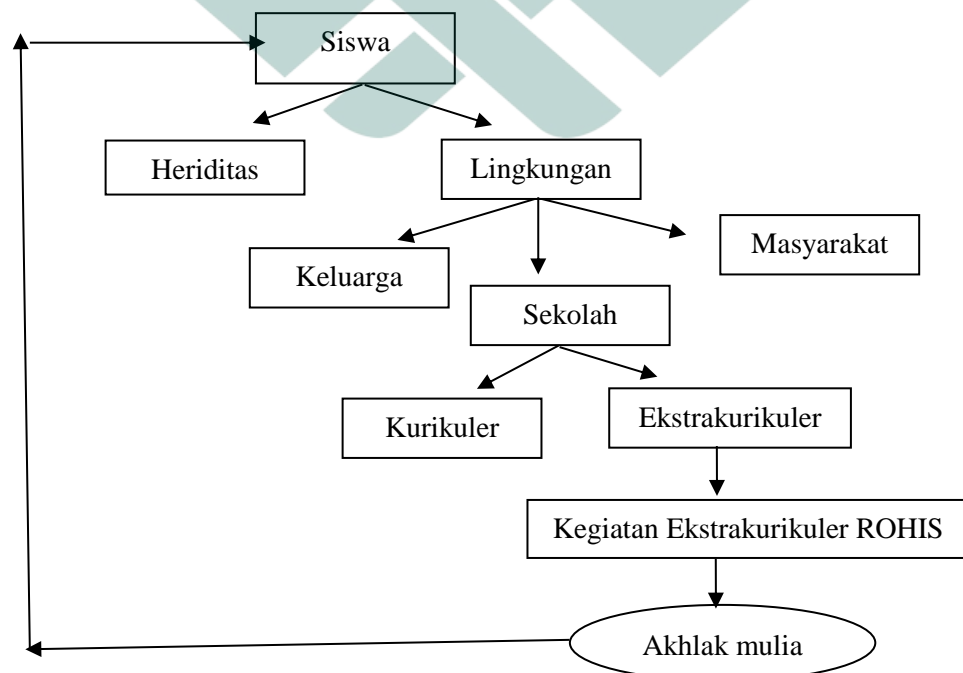 Siswa
Heriditas
Lingkungan
Keluarga
Masyarakat
Sekolah
Kurikuler
Ekstrakurikuler
Kegiatan Ekstrakurikuler ROHIS
Akhlak mulia